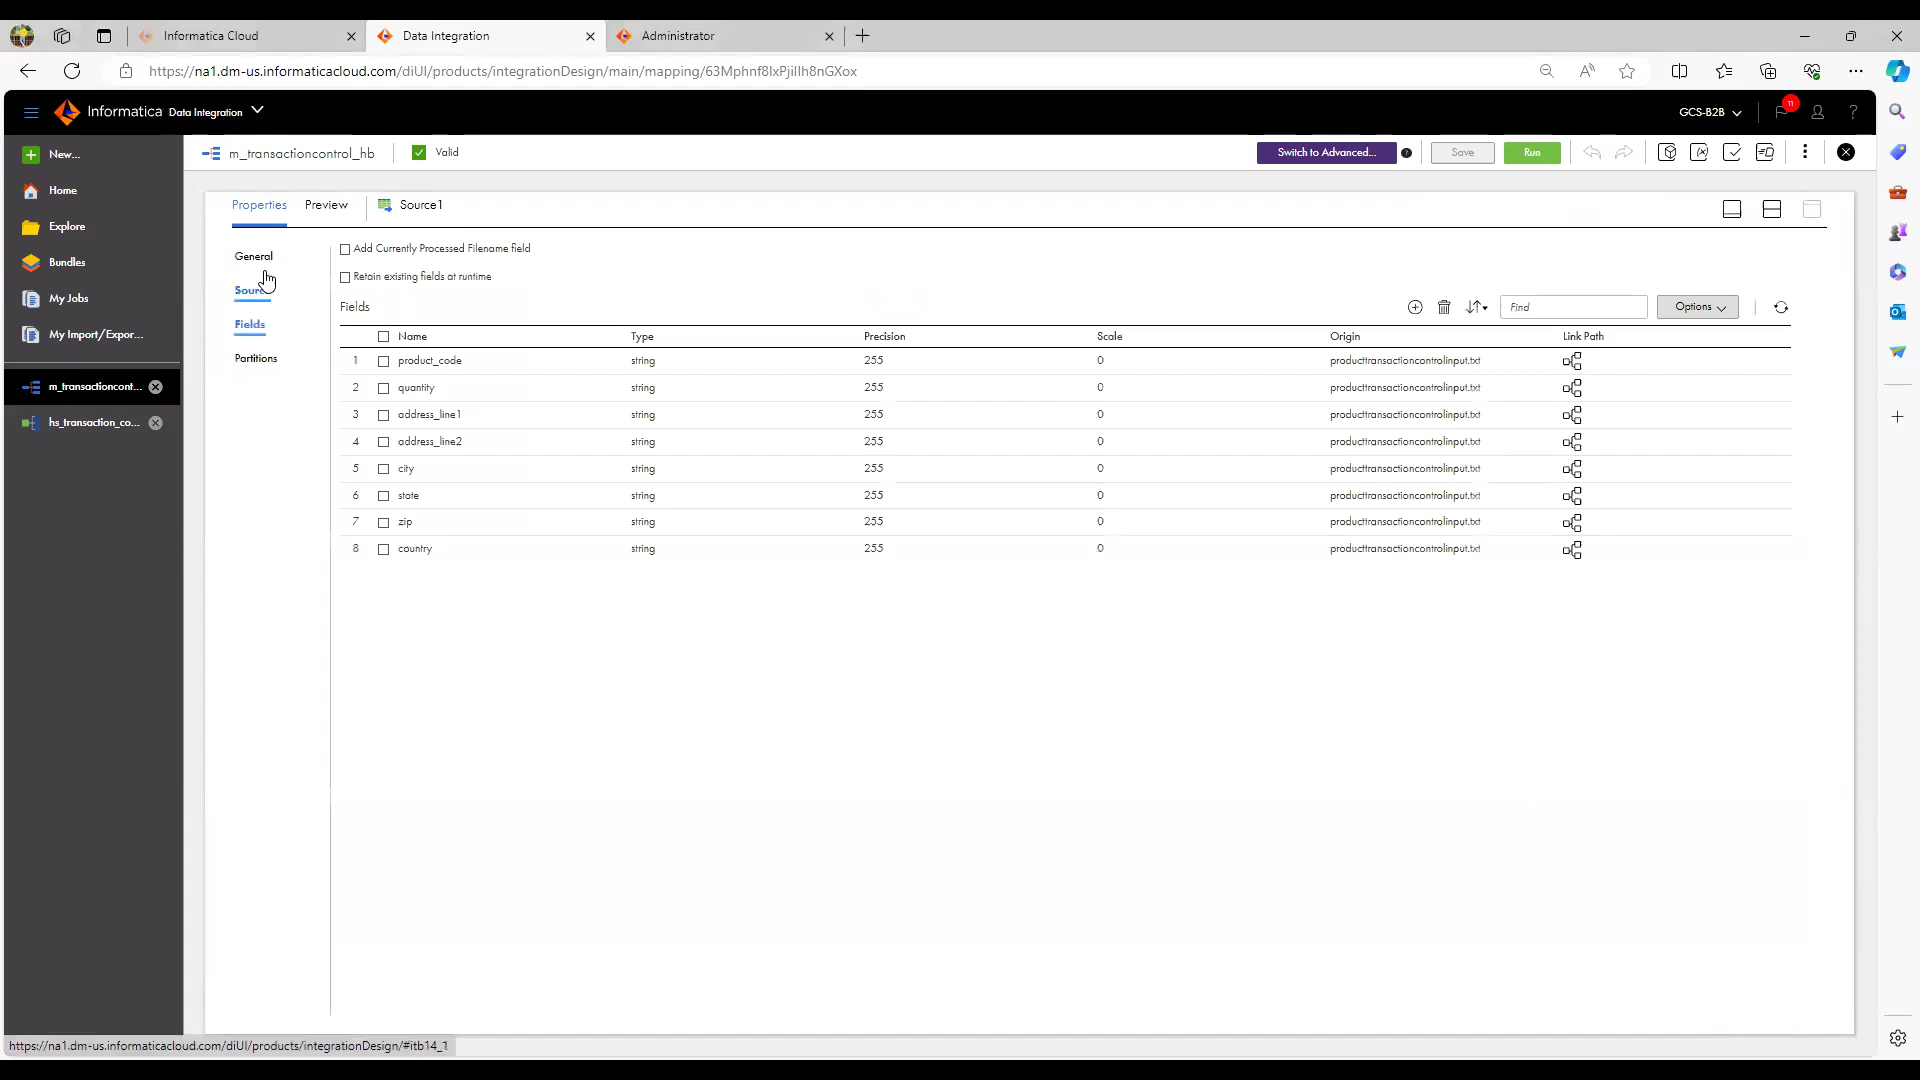 Informatica Cloud
Data Integration
Administrator
https://na1.dm-us.informaticacloud.com/diUI/products/integrationDesign/main/mapping/63Mphnf8lxPjiIlh8nGXox
Informatica Data Integration
GCS-B2B
11
?
New...
m_transactioncontrol_hb
Valid
Switch to Advanced...
Save
Run
Home
Explore
Bundles
My Jobs
My Import/Expor...
m_transactioncont...
hs_transaction_co...
Properties
Preview
Source1
General
Source
Fields
Partitions
Add Currently Processed Filename field
Retain existing fields at runtime
Fields
Find
Options
Name Type Precision Scale Origin Link Path
1 product_code string 255 0 producttransactioncontrolinput.txt
2 quantity string 255 0 producttransactioncontrolinput.txt
3 address_line1 string 255 0 producttransactioncontrolinput.txt
4 address_line2 string 255 0 producttransactioncontrolinput.txt
5 city string 255 0 producttransactioncontrolinput.txt
6 state string 255 0 producttransactioncontrolinput.txt
7 zip string 255 0 producttransactioncontrolinput.txt
8 country string 255 0 producttransactioncontrolinput.txt
https://na1.dm-us.informaticacloud.com/diUI/products/integrationDesign/#itb14_1